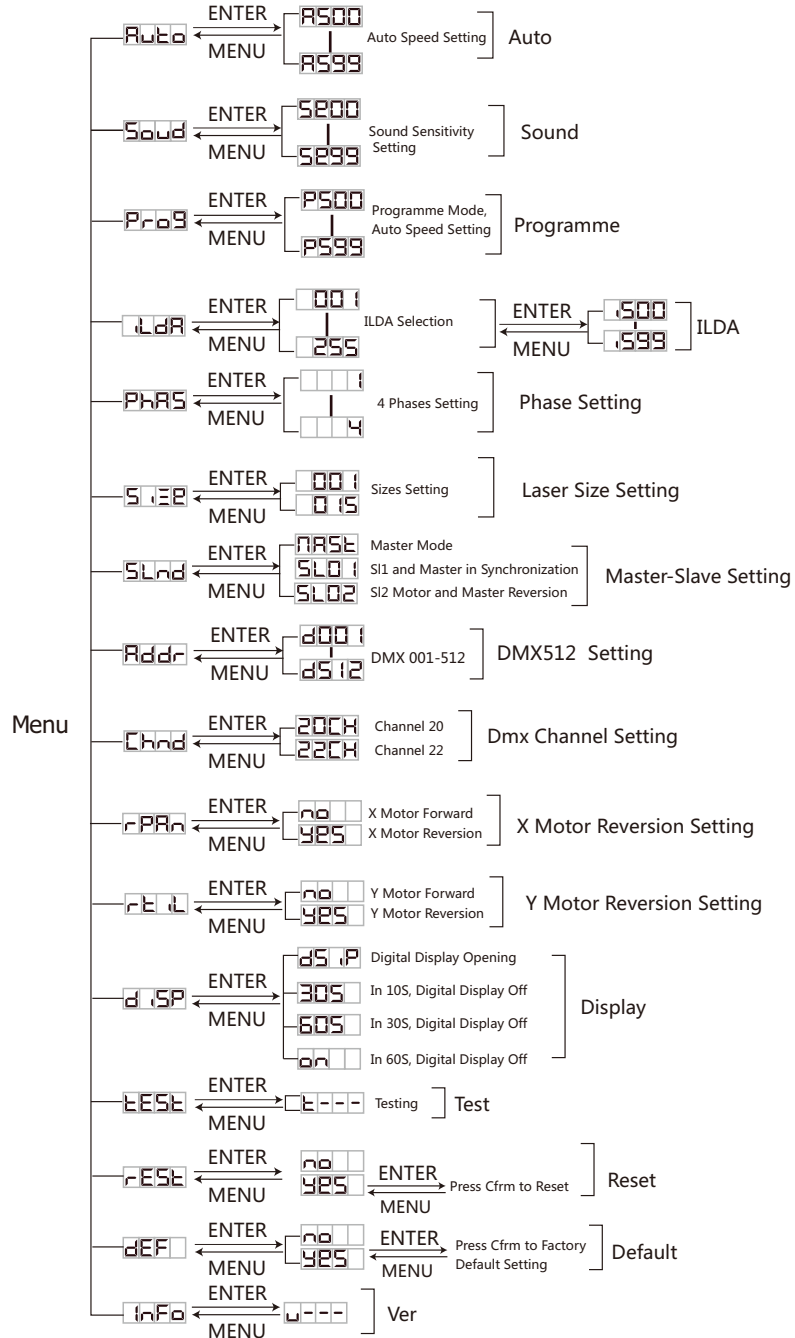 Menu
Auto ENTER MENU AS00 AS99 Auto Speed Setting Auto
Soud ENTER MENU SE00 SE99 Sound Sensitivity
Setting Sound
Prog ENTER MENU PS00 PS99 Programme Mode,
Auto Speed Setting Programme
iLdA ENTER MENU 001 255 ILDA Selection ENTER MENU iS00 iS99 ILDA
PhAS ENTER MENU 1 4 4 Phases Setting Phase Setting
SiZe ENTER MENU 001 015 Sizes Setting Laser Size Setting
SLnd ENTER MENU MASt Master Mode
SL01 Sl1 and Master in Synchronization
SL02 Sl2 Motor and Master Reversion
Master-Slave Setting
Addr ENTER MENU d001 d512 DMX 001-512 DMX512 Setting
Chnd ENTER MENU 20CH Channel 20
22CH Channel 22
Dmx Channel Setting
rPAn ENTER MENU no X Motor Forward
yes X Motor Reversion
X Motor Reversion Setting
rtiL ENTER MENU no Y Motor Forward
yes Y Motor Reversion
Y Motor Reversion Setting
diSP ENTER MENU dSiP Digital Display Opening
30S In 10S, Digital Display Off
60S In 30S, Digital Display Off
on In 60S, Digital Display Off
Display
tESt ENTER MENU t--- Testing Test
rESt ENTER MENU no
yes ENTER MENU Press Cfrm to Reset Reset
dEF ENTER MENU no
yes ENTER MENU Press Cfrm to Factory
Default Setting Default
InFo ENTER MENU u--- Ver